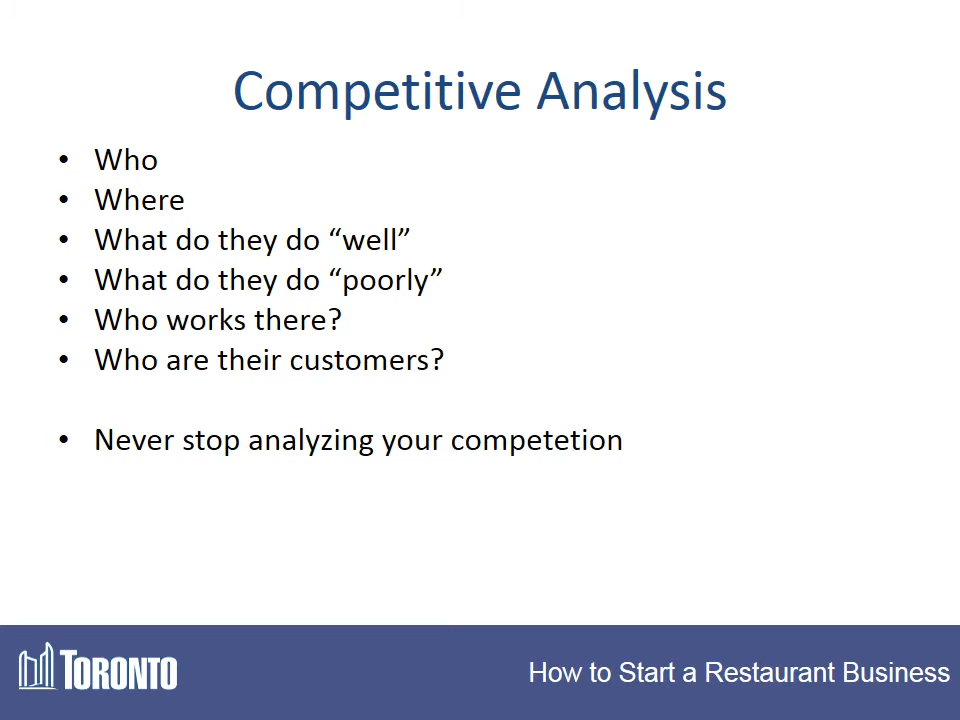 Competitive Analysis
• Who
• Where
• What do they do “well”
• What do they do “poorly”
• Who works there?
• Who are their customers?
• Never stop analyzing your competetion
TORONTO
How to Start a Restaurant Business